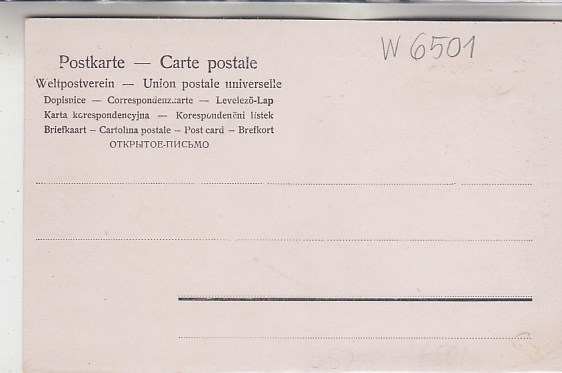 W 6501
Postkarte — Carte postale
Weltpostverein — Union postale universelle
Dopisnice — Correspondenzkarte — Levelező-Lap
Karta korespondencyjna — Korespondenční lístek
Briefkaart – Cartolina postale – Post card – Brefkort
ОТКРЫТОЕ-ПИСЬМО